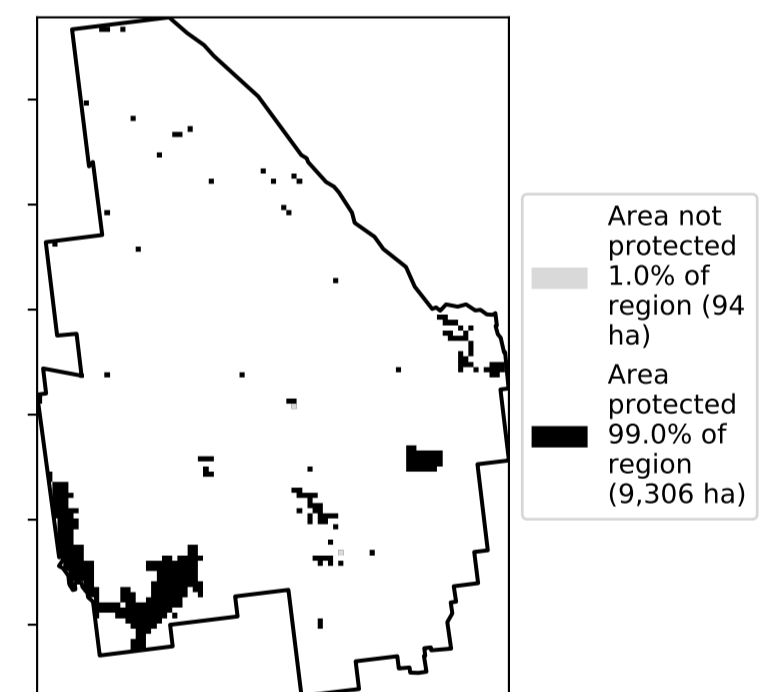 Area not
protected
1.0% of
region (94
ha)
Area
protected
99.0% of
region
(9,306 ha)